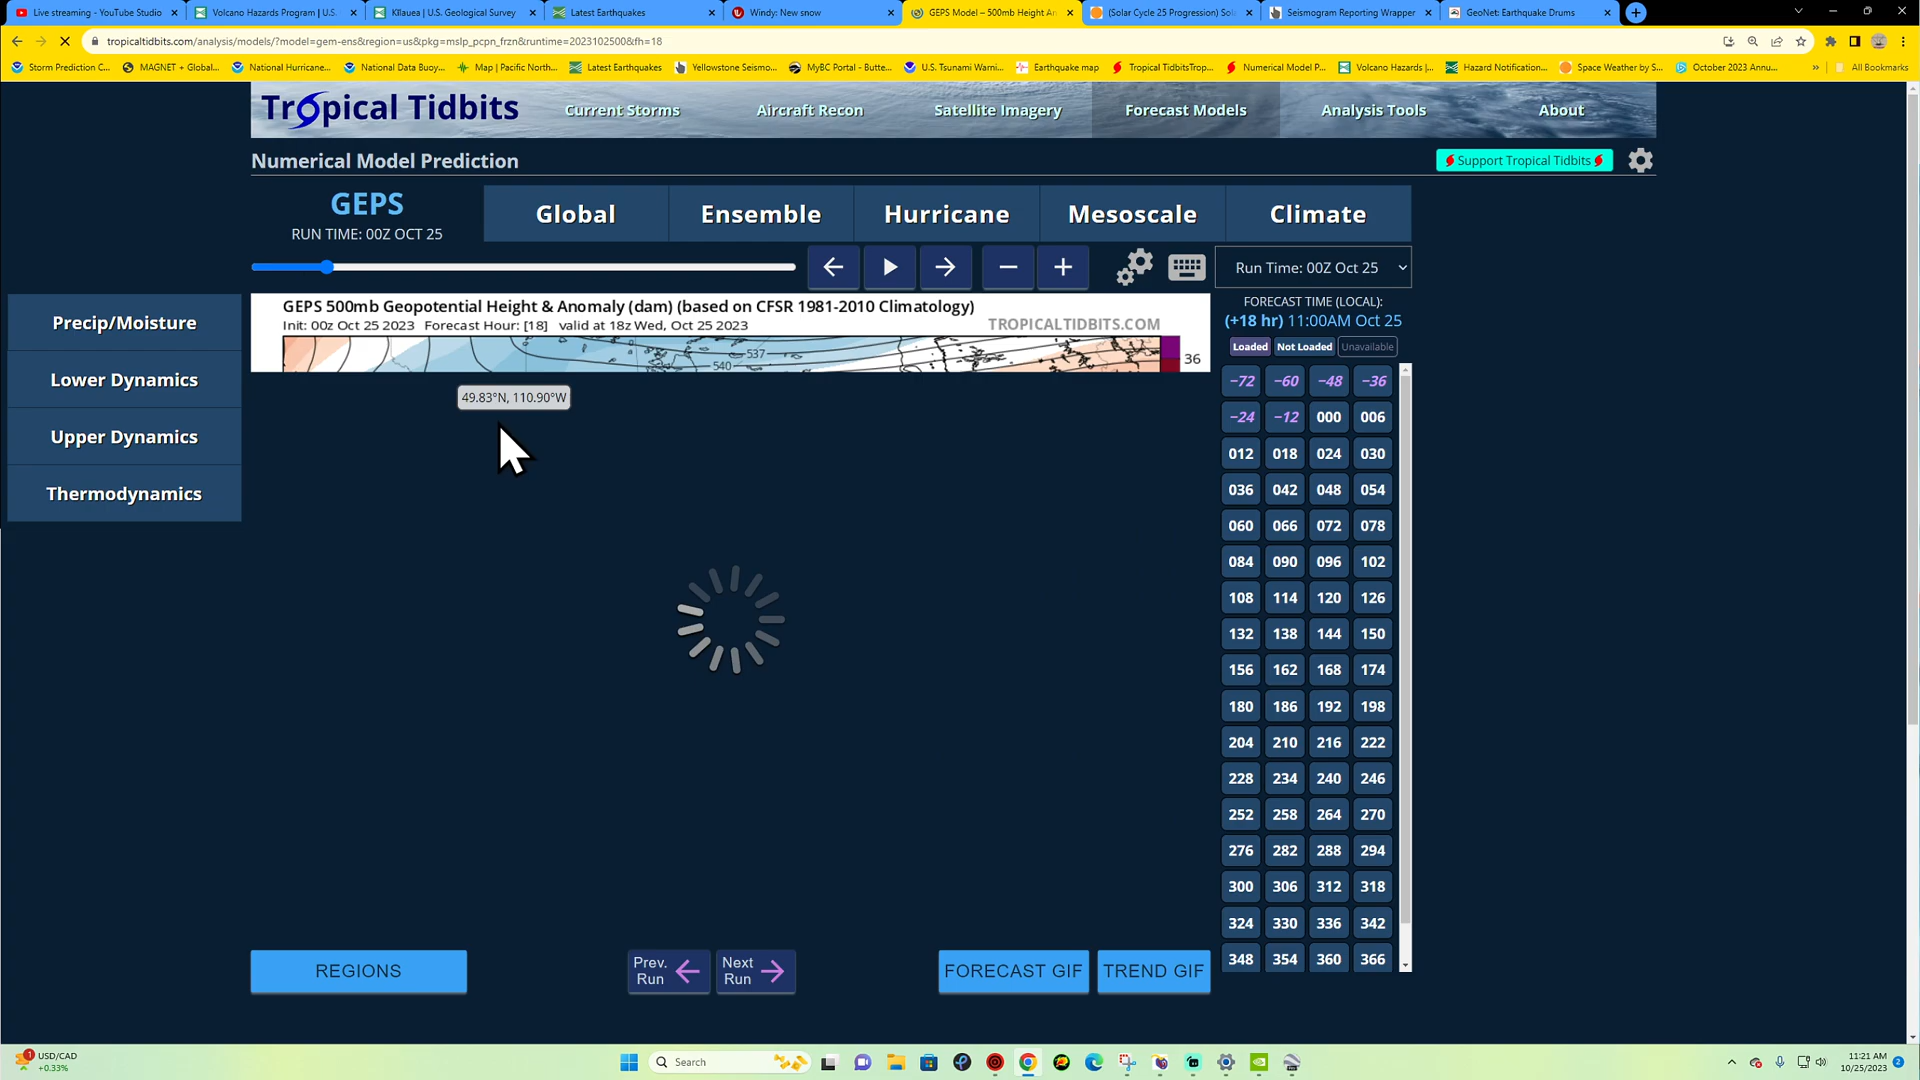 Live streaming - YouTube Studio
Volcano Hazards Program | U.S.
Kīlauea | U.S. Geological Survey
Latest Earthquakes
Windy: New snow
GEPS Model – 500mb Height An
(Solar Cycle 25 Progression) Sol
Seismogram Reporting Wrapper
GeoNet: Earthquake Drums
tropicaltidbits.com/analysis/models/?model=gem-ens&region=us&pkg=mslp_pcpn_frzn&runtime=2023102500&fh=18
Storm Prediction C...
MAGNET + Global...
National Hurricane...
National Data Buoy...
Map | Pacific North...
Latest Earthquakes
Yellowstone Seismo...
MyBC Portal - Butte...
U.S. Tsunami Warni...
Earthquake map
Tropical TidbitsTrop...
Numerical Model P...
Volcano Hazards |...
Hazard Notification...
Space Weather by S...
October 2023 Annu...
»
All Bookmarks
Tropical Tidbits
Current Storms
Aircraft Recon
Satellite Imagery
Forecast Models
Analysis Tools
About
Numerical Model Prediction
Support Tropical Tidbits
GEPS
RUN TIME: 00Z OCT 25
Global
Ensemble
Hurricane
Mesoscale
Climate
Run Time: 00Z Oct 25
Precip/Moisture
Lower Dynamics
Upper Dynamics
Thermodynamics
GEPS 500mb Geopotential Height & Anomaly (dam) (based on CFSR 1981-2010 Climatology)
Init: 00z Oct 25 2023 Forecast Hour: [18] valid at 18z Wed, Oct 25 2023
TROPICALTIDBITS.COM
537
540
36
49.83°N, 110.90°W
FORECAST TIME (LOCAL):
(+18 hr) 11:00AM Oct 25
Loaded Not Loaded Unavailable
−72 −60 −48 −36
−24 −12 000 006
012 018 024 030
036 042 048 054
060 066 072 078
084 090 096 102
108 114 120 126
132 138 144 150
156 162 168 174
180 186 192 198
204 210 216 222
228 234 240 246
252 258 264 270
276 282 288 294
300 306 312 318
324 330 336 342
348 354 360 366
REGIONS
Prev. Run
Next Run
FORECAST GIF
TREND GIF
1
USD/CAD
+0.33%
Search
11:21 AM
10/25/2023
2